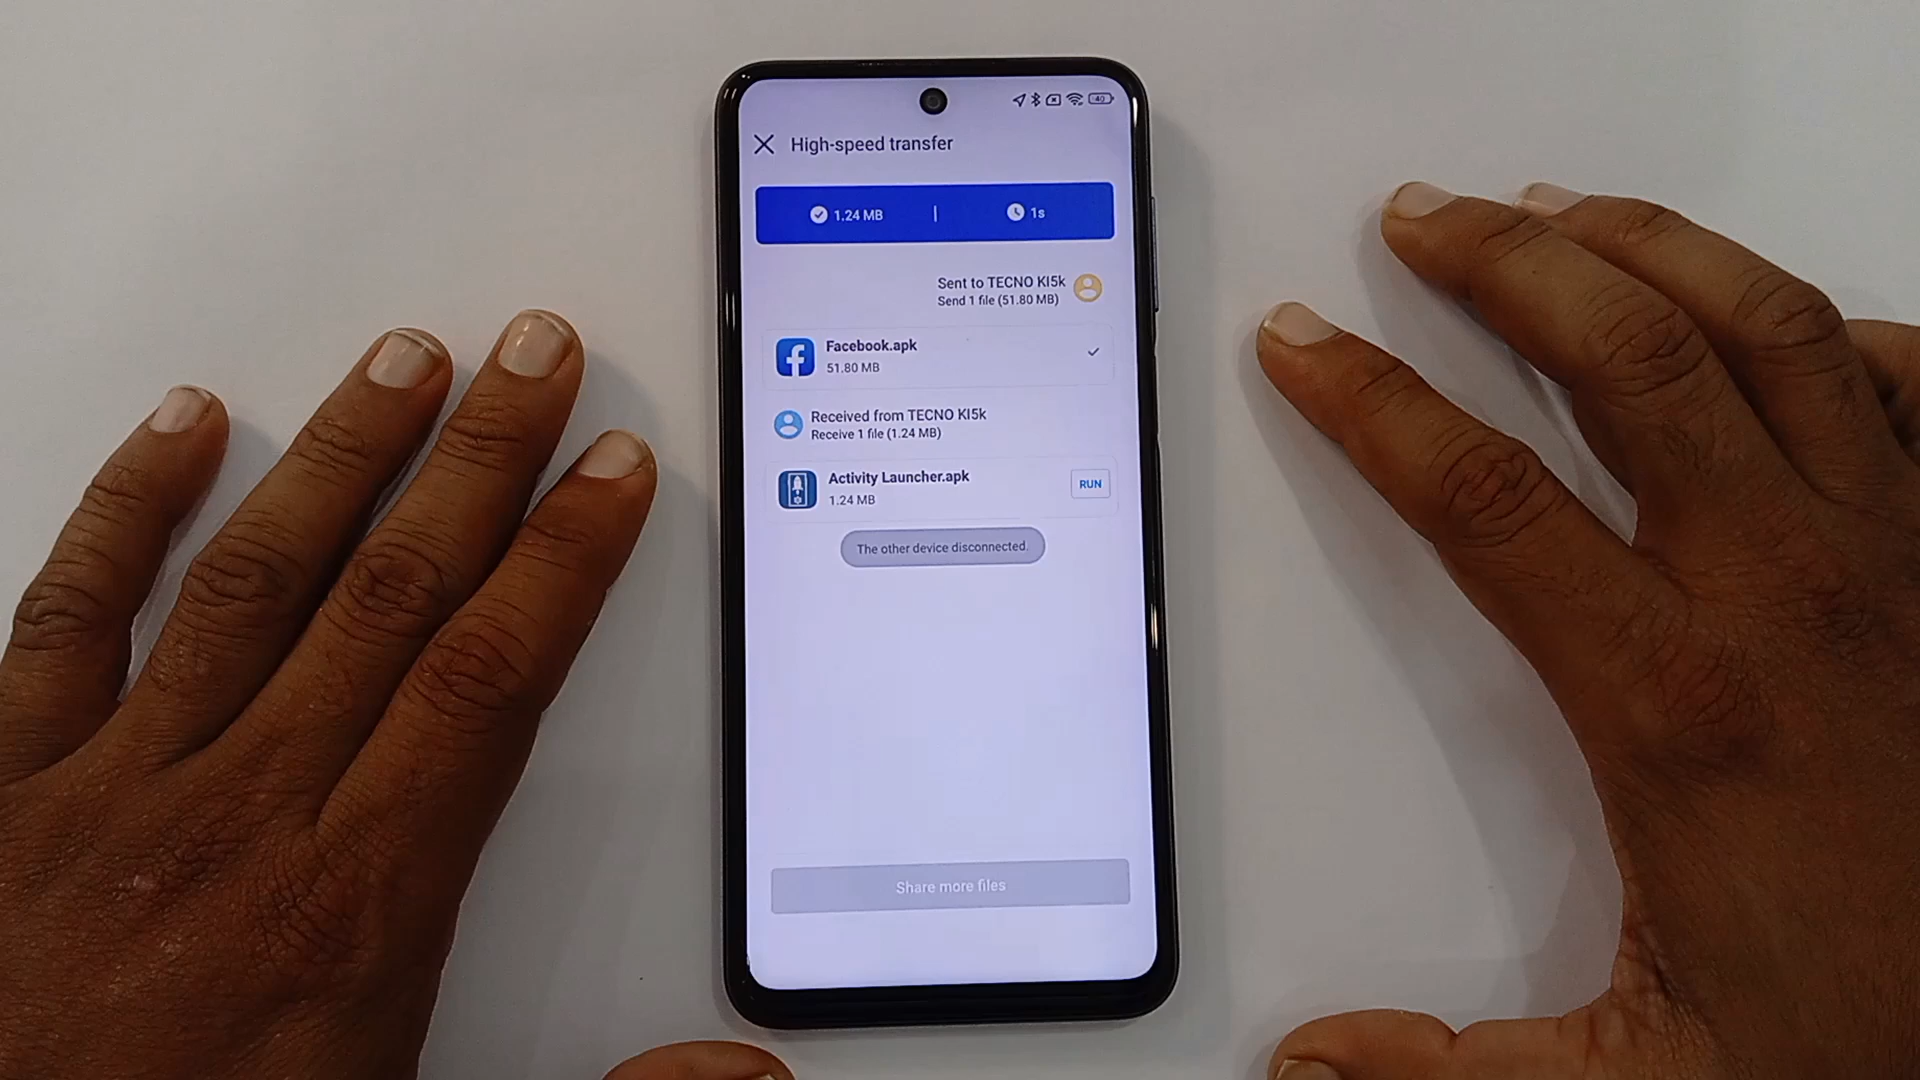 40
High-speed transfer
1.24 MB | 1s
Sent to TECNO KI5k
Send 1 file (51.80 MB)
Facebook.apk
51.80 MB
Received from TECNO KI5k
Receive 1 file (1.24 MB)
Activity Launcher.apk
1.24 MB
RUN
The other device disconnected.
Share more files